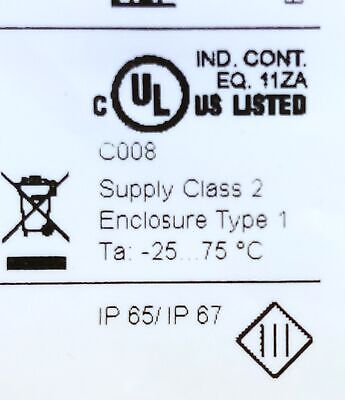 IND. CONT.
EQ. 11ZA
C UL US LISTED
C008
Supply Class 2
Enclosure Type 1
Ta: -25...75 °C
IP 65/ IP 67